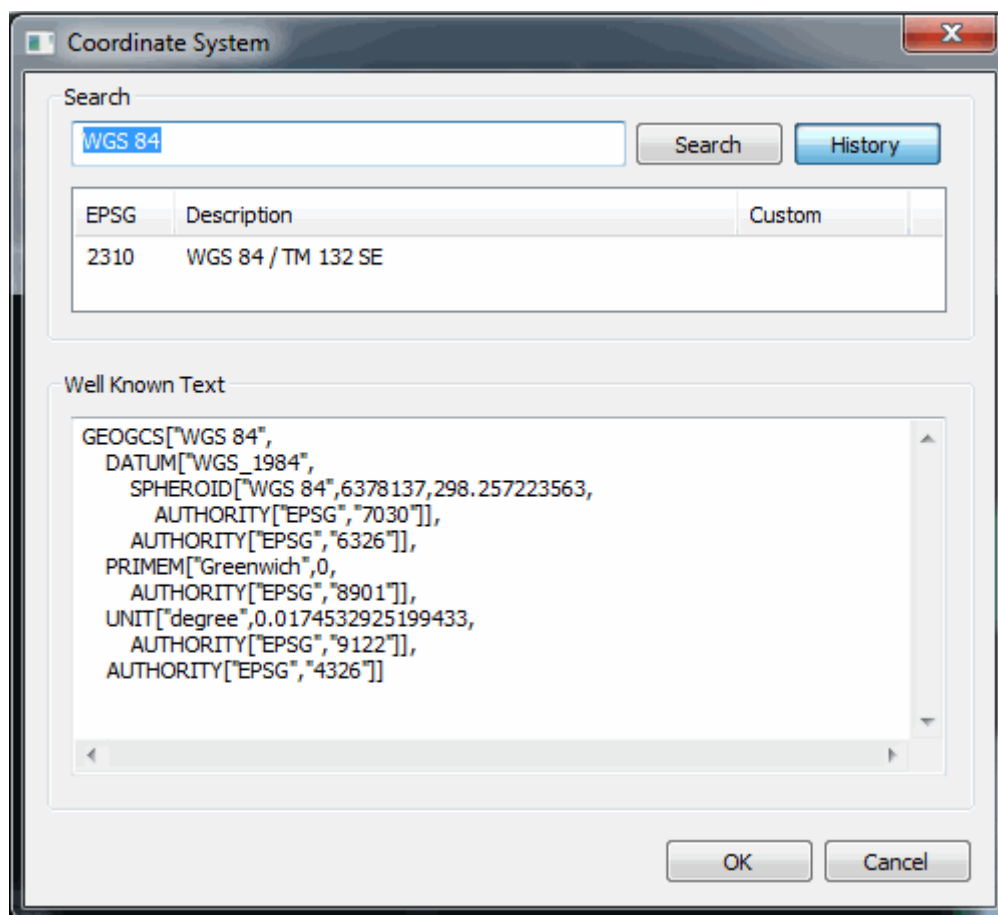 Coordinate System
Search
WGS 84 Search History
EPSG Description Custom
2310 WGS 84 / TM 132 SE
Well Known Text
GEOGCS["WGS 84",
DATUM["WGS_1984",
SPHEROID["WGS 84",6378137,298.257223563,
AUTHORITY["EPSG","7030"]],
AUTHORITY["EPSG","6326"]],
PRIMEM["Greenwich",0,
AUTHORITY["EPSG","8901"]],
UNIT["degree",0.0174532925199433,
AUTHORITY["EPSG","9122"]],
AUTHORITY["EPSG","4326"]]
OK Cancel